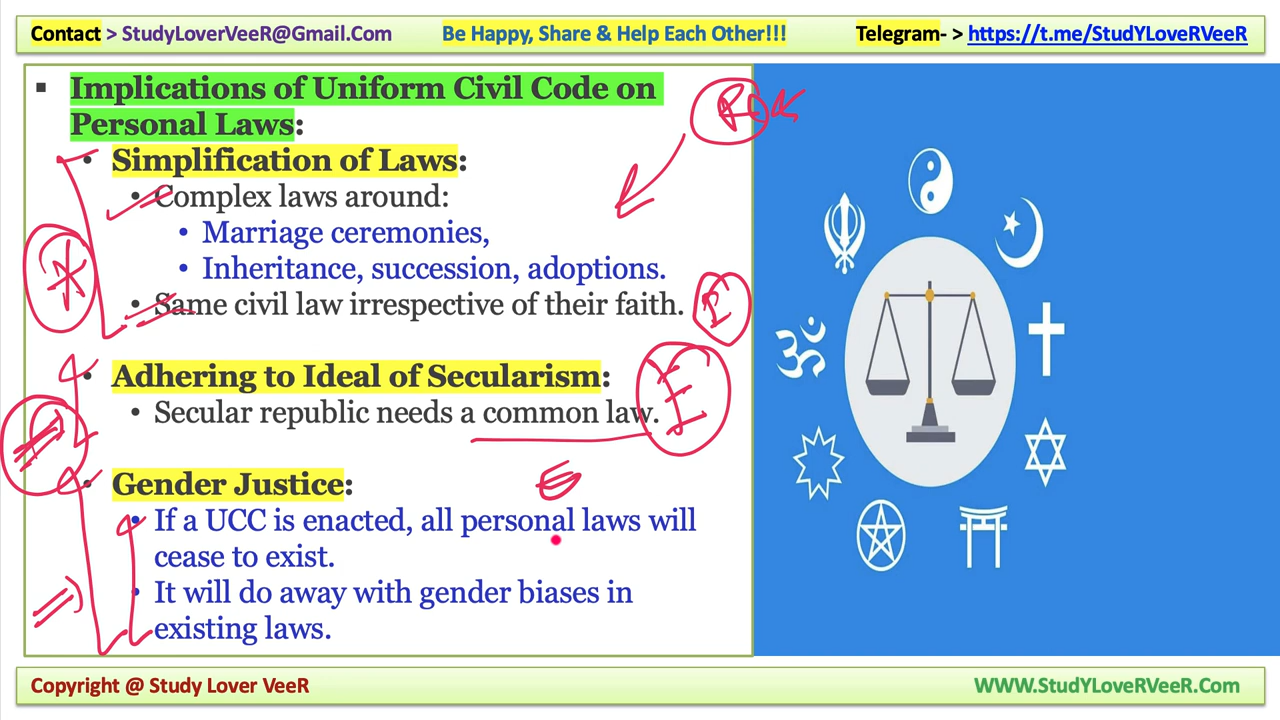 Contact > StudyLoverVeeR@Gmail.Com Be Happy, Share & Help Each Other!!! Telegram- > https://t.me/StudYLoveRVeeR
▪ Implications of Uniform Civil Code on
Personal Laws:
• Simplification of Laws:
• Complex laws around:
• Marriage ceremonies,
• Inheritance, succession, adoptions.
• Same civil law irrespective of their faith.
• Adhering to Ideal of Secularism:
• Secular republic needs a common law.
• Gender Justice:
• If a UCC is enacted, all personal laws will
cease to exist.
• It will do away with gender biases in
existing laws.
Copyright @ Study Lover VeeR WWW.StudYLoveRVeeR.Com